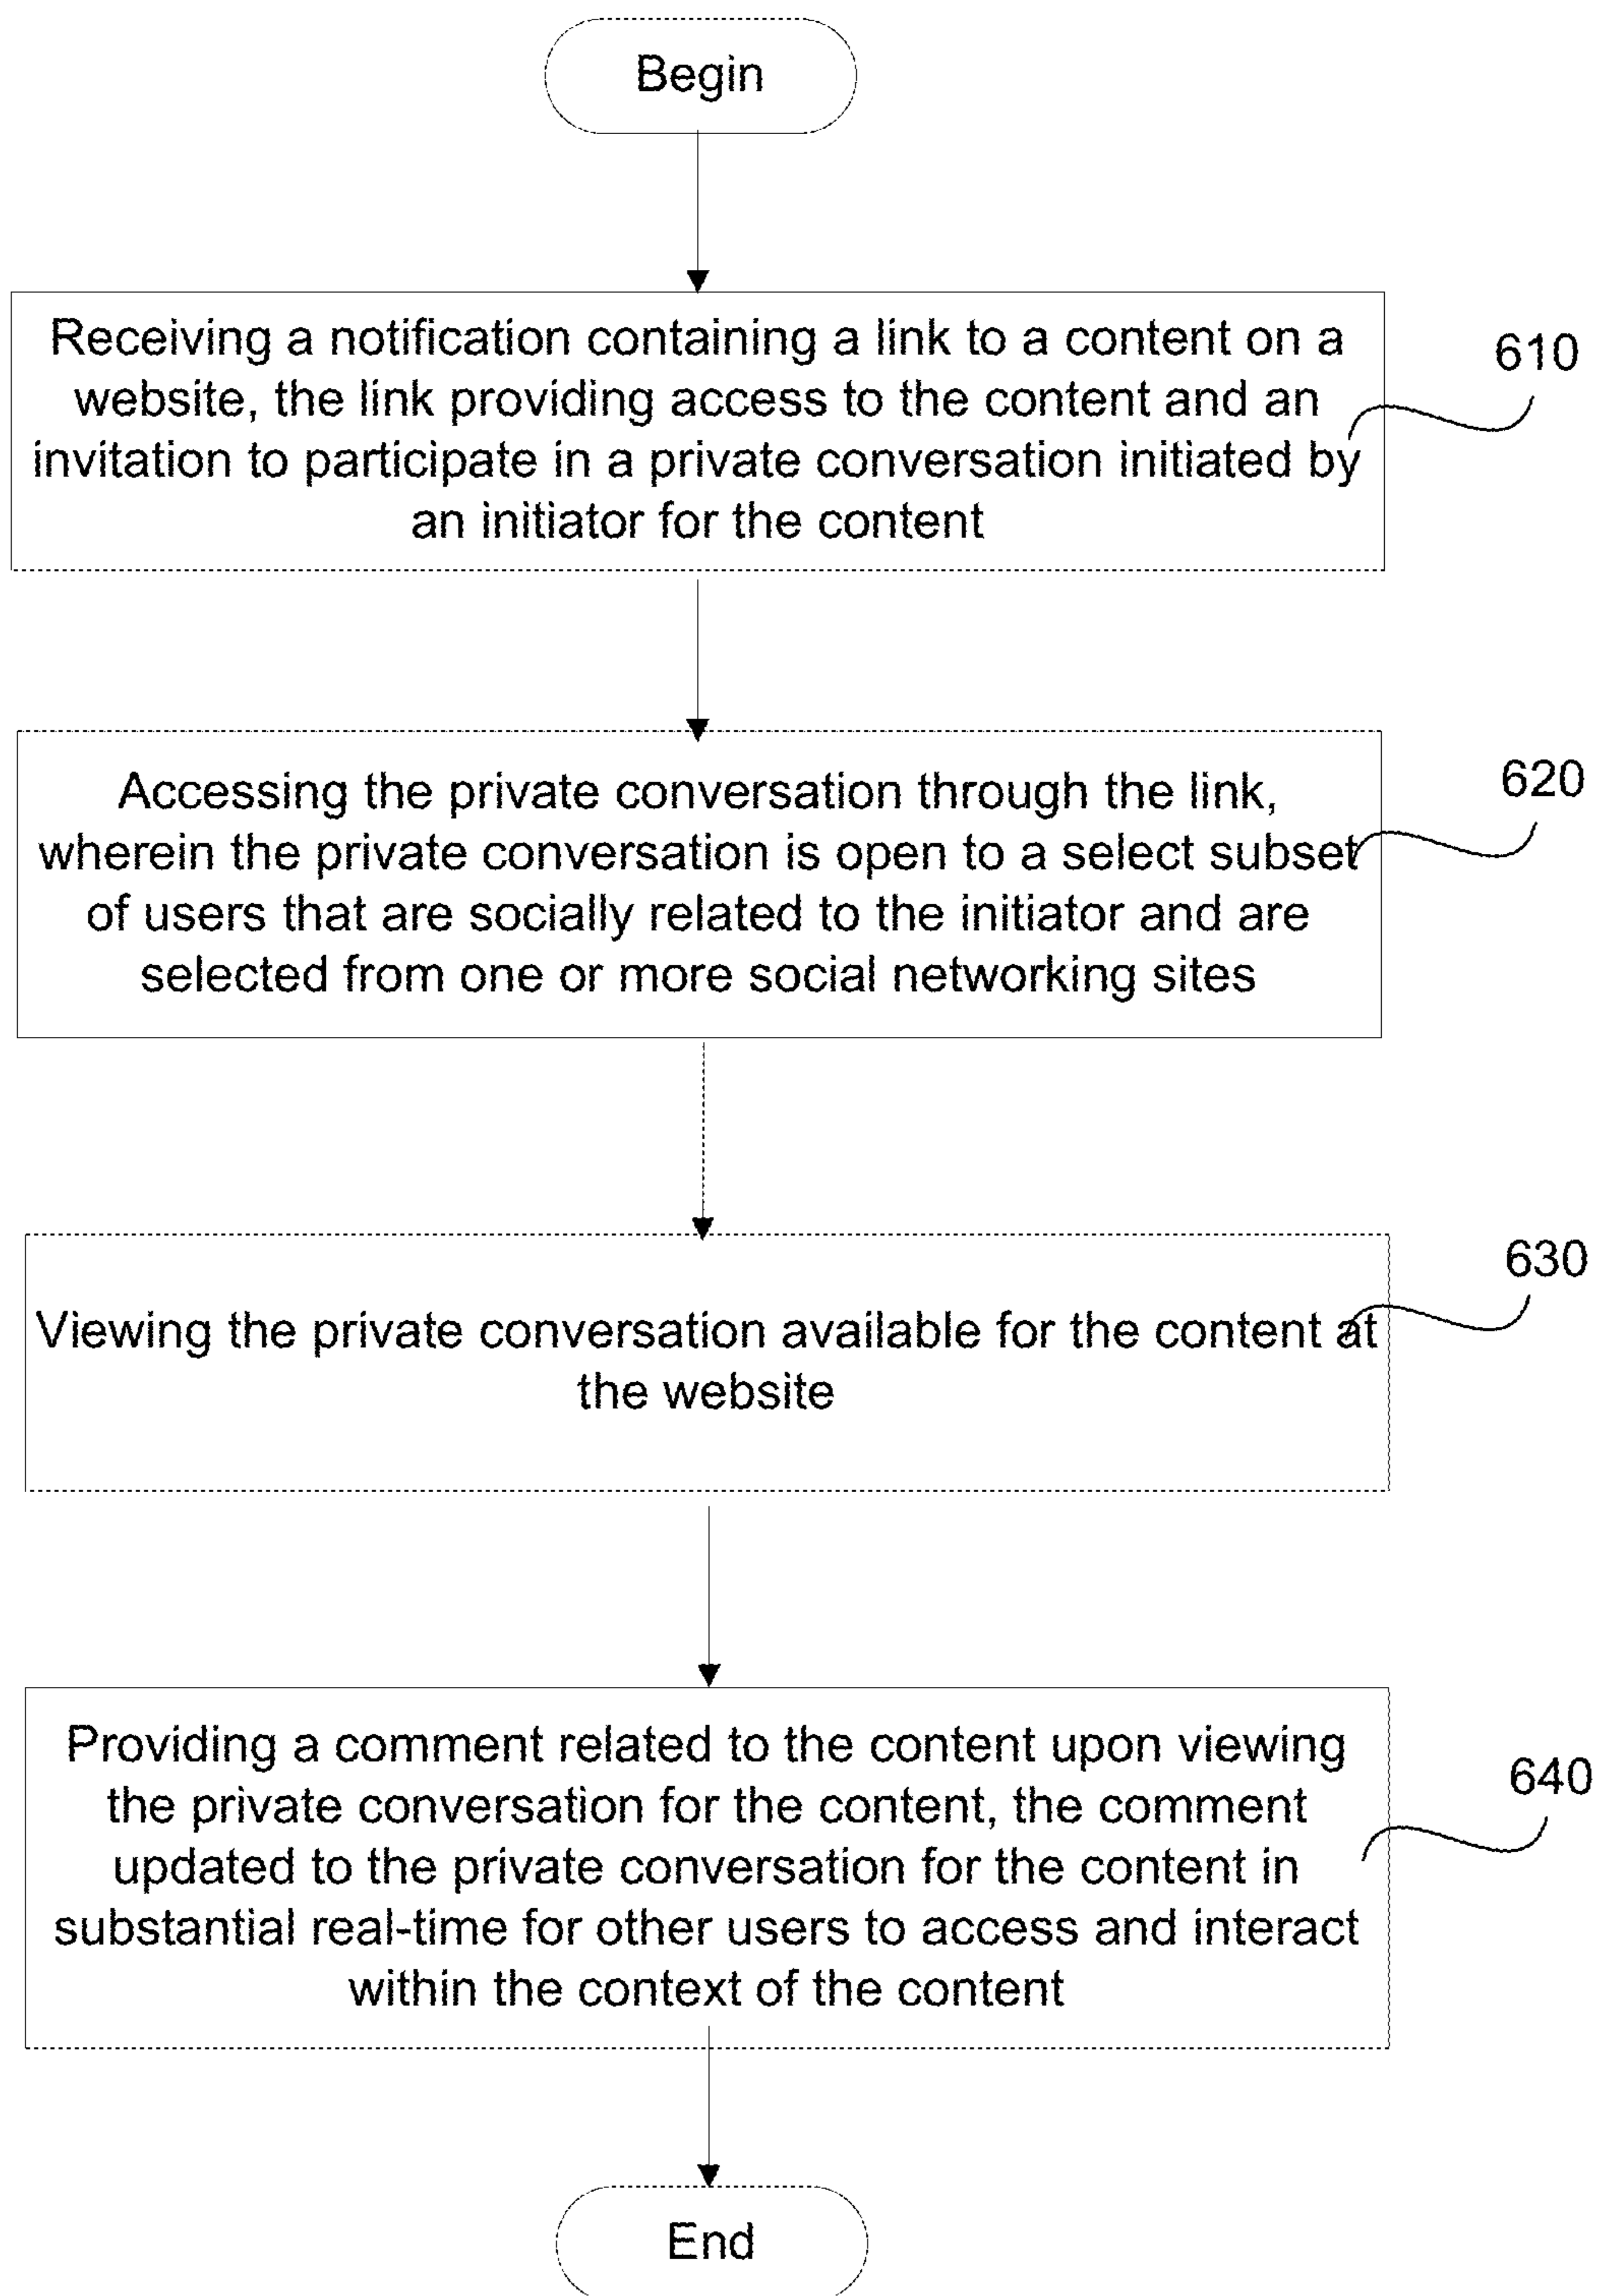 Begin
Receiving a notification containing a link to a content on a
website, the link providing access to the content and an
invitation to participate in a private conversation initiated by
an initiator for the content
610
Accessing the private conversation through the link,
wherein the private conversation is open to a select subset
of users that are socially related to the initiator and are
selected from one or more social networking sites
620
Viewing the private conversation available for the content at
the website
630
Providing a comment related to the content upon viewing
the private conversation for the content, the comment
updated to the private conversation for the content in
substantial real-time for other users to access and interact
within the context of the content
640
End